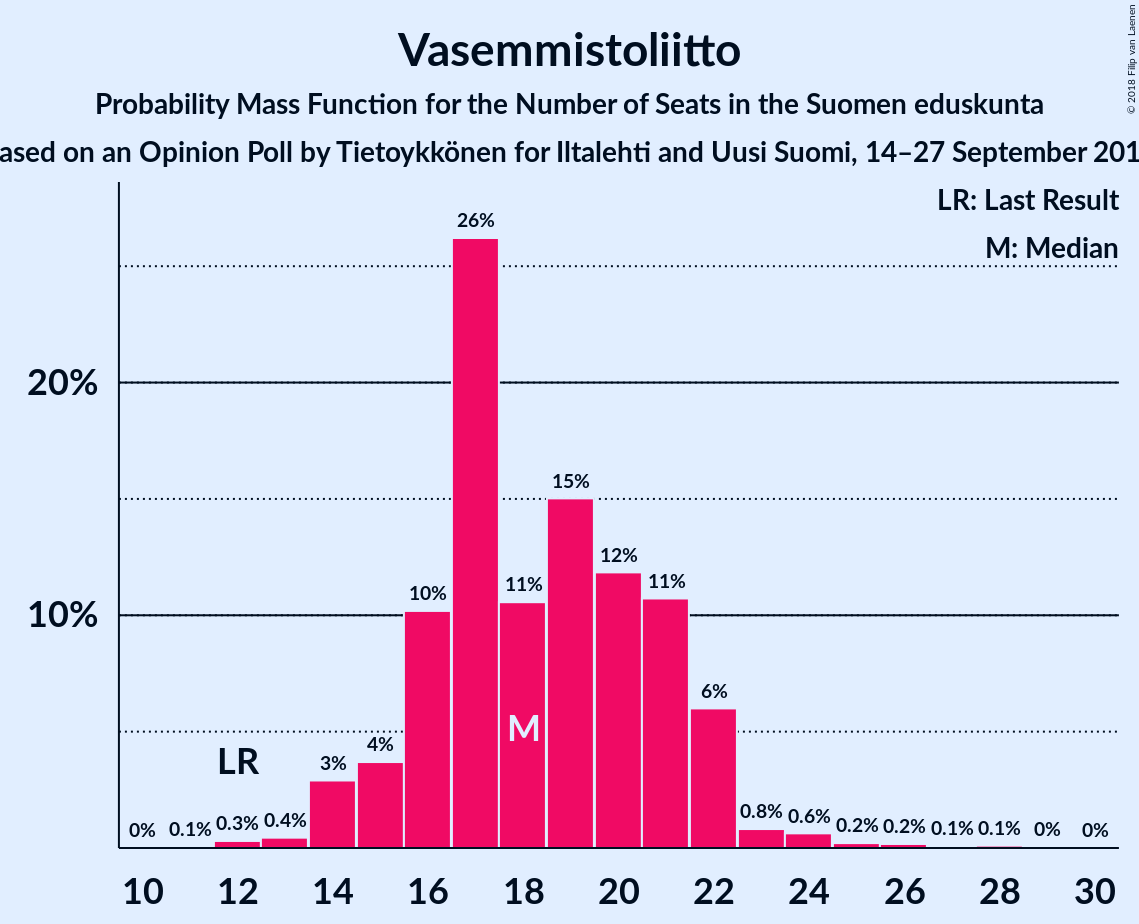 Vasemmistoliitto
Probability Mass Function for the Number of Seats in the Suomen eduskunta
ased on an Opinion Poll by Tietoykkönen for Iltalehti and Uusi Suomi, 14–27 September 201
© 2018 Filip van Laenen
LR: Last Result
M: Median
20%
10%
0%
0.1%
0.3%
0.4%
3%
4%
10%
26%
11%
15%
12%
11%
6%
0.8%
0.6%
0.2%
0.2%
0.1%
0.1%
0%
0%
LR
M
10 12 14 16 18 20 22 24 26 28 30